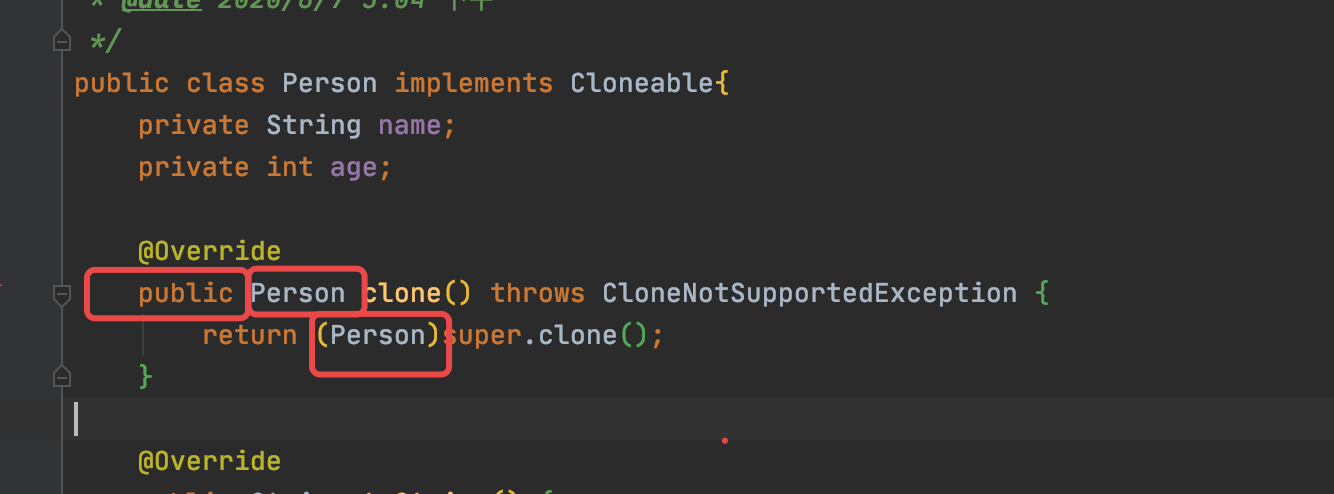 * @date 2020/8/7 5:04 下午
*/
public class Person implements Cloneable{
private String name;
private int age;
@Override
public Person clone() throws CloneNotSupportedException {
return (Person)super.clone();
}
@Override